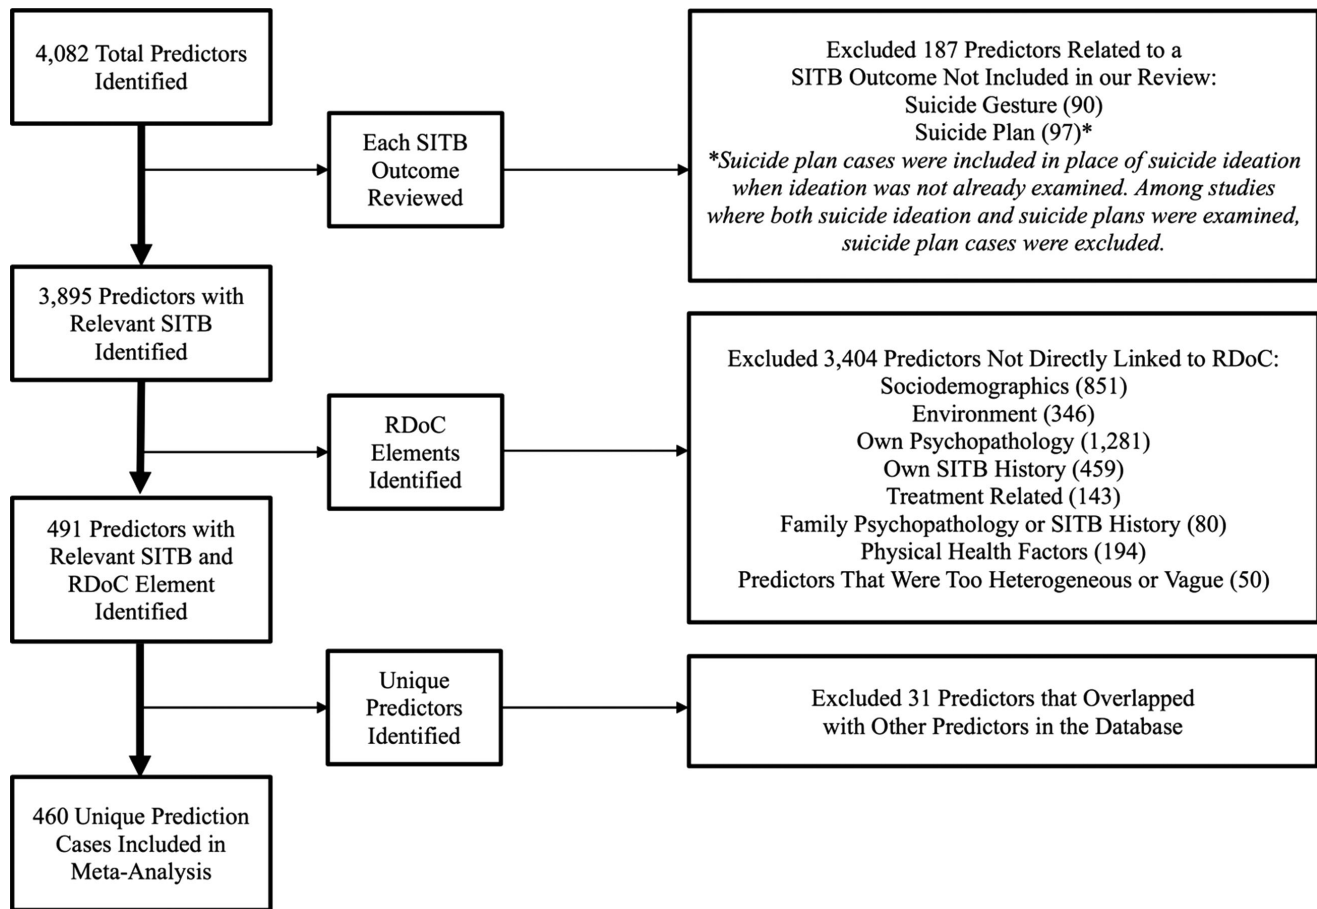 4,082 Total Predictors
Identified
Each SITB
Outcome
Reviewed
Excluded 187 Predictors Related to a
SITB Outcome Not Included in our Review:
Suicide Gesture (90)
Suicide Plan (97)*
*Suicide plan cases were included in place of suicide ideation
when ideation was not already examined. Among studies
where both suicide ideation and suicide plans were examined,
suicide plan cases were excluded.
3,895 Predictors with
Relevant SITB
Identified
RDoC
Elements
Identified
Excluded 3,404 Predictors Not Directly Linked to RDoC:
Sociodemographics (851)
Environment (346)
Own Psychopathology (1,281)
Own SITB History (459)
Treatment Related (143)
Family Psychopathology or SITB History (80)
Physical Health Factors (194)
Predictors That Were Too Heterogeneous or Vague (50)
491 Predictors with
Relevant SITB and
RDoC Element
Identified
Unique
Predictors
Identified
Excluded 31 Predictors that Overlapped
with Other Predictors in the Database
460 Unique Prediction
Cases Included in
Meta-Analysis